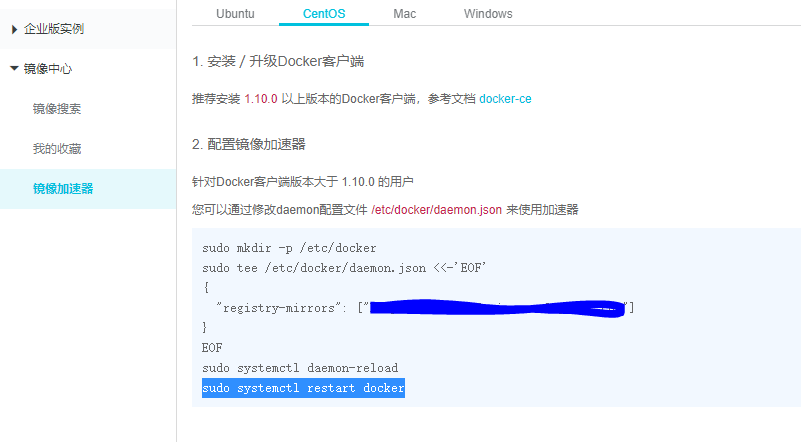 Ubuntu CentOS Mac Windows
企业版实例
镜像中心
镜像搜索
我的收藏
镜像加速器
1. 安装 / 升级Docker客户端
推荐安装 1.10.0 以上版本的Docker客户端，参考文档 docker-ce
2. 配置镜像加速器
针对Docker客户端版本大于 1.10.0 的用户
您可以通过修改daemon配置文件 /etc/docker/daemon.json 来使用加速器
sudo mkdir -p /etc/docker
sudo tee /etc/docker/daemon.json <<-'EOF'
{
"registry-mirrors": [" "]
}
EOF
sudo systemctl daemon-reload
sudo systemctl restart docker